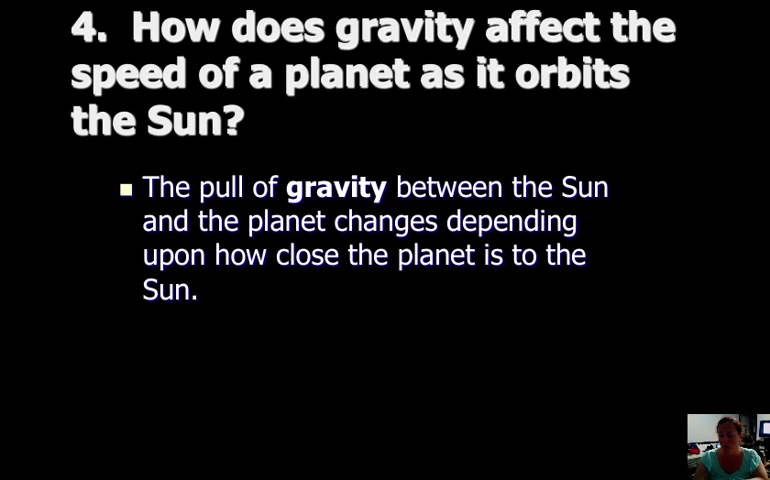 4. How does gravity affect the
speed of a planet as it orbits
the Sun?
The pull of gravity between the Sun
and the planet changes depending
upon how close the planet is to the
Sun.